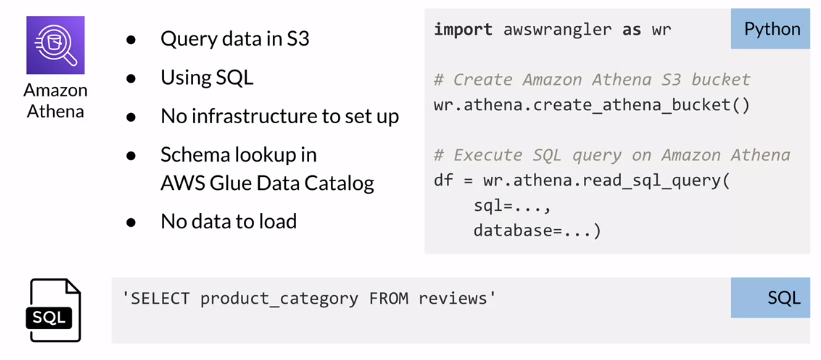 Amazon
Athena
● Query data in S3
● Using SQL
● No infrastructure to set up
● Schema lookup in
AWS Glue Data Catalog
● No data to load
Python
import awswrangler as wr
# Create Amazon Athena S3 bucket
wr.athena.create_athena_bucket()
# Execute SQL query on Amazon Athena
df = wr.athena.read_sql_query(
    sql=...,
    database=...)
SQL
'SELECT product_category FROM reviews'
SQL